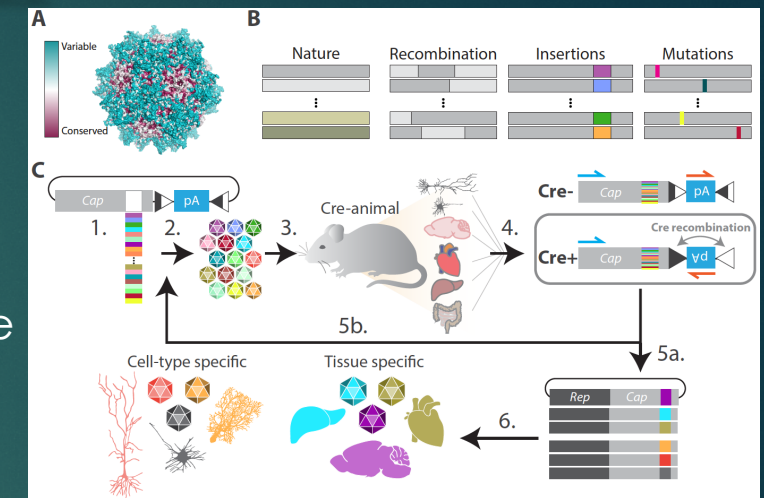 A
Variable
Conserved
B
Nature
Recombination
Insertions
Mutations
C
Cap
pA
1.
2.
3.
Cre-animal
4.
Cre-
Cap
pA
Cre recombination
Cre+
Cap
pA
5b.
5a.
Cell-type specific
Tissue specific
6.
Rep
Cap
e